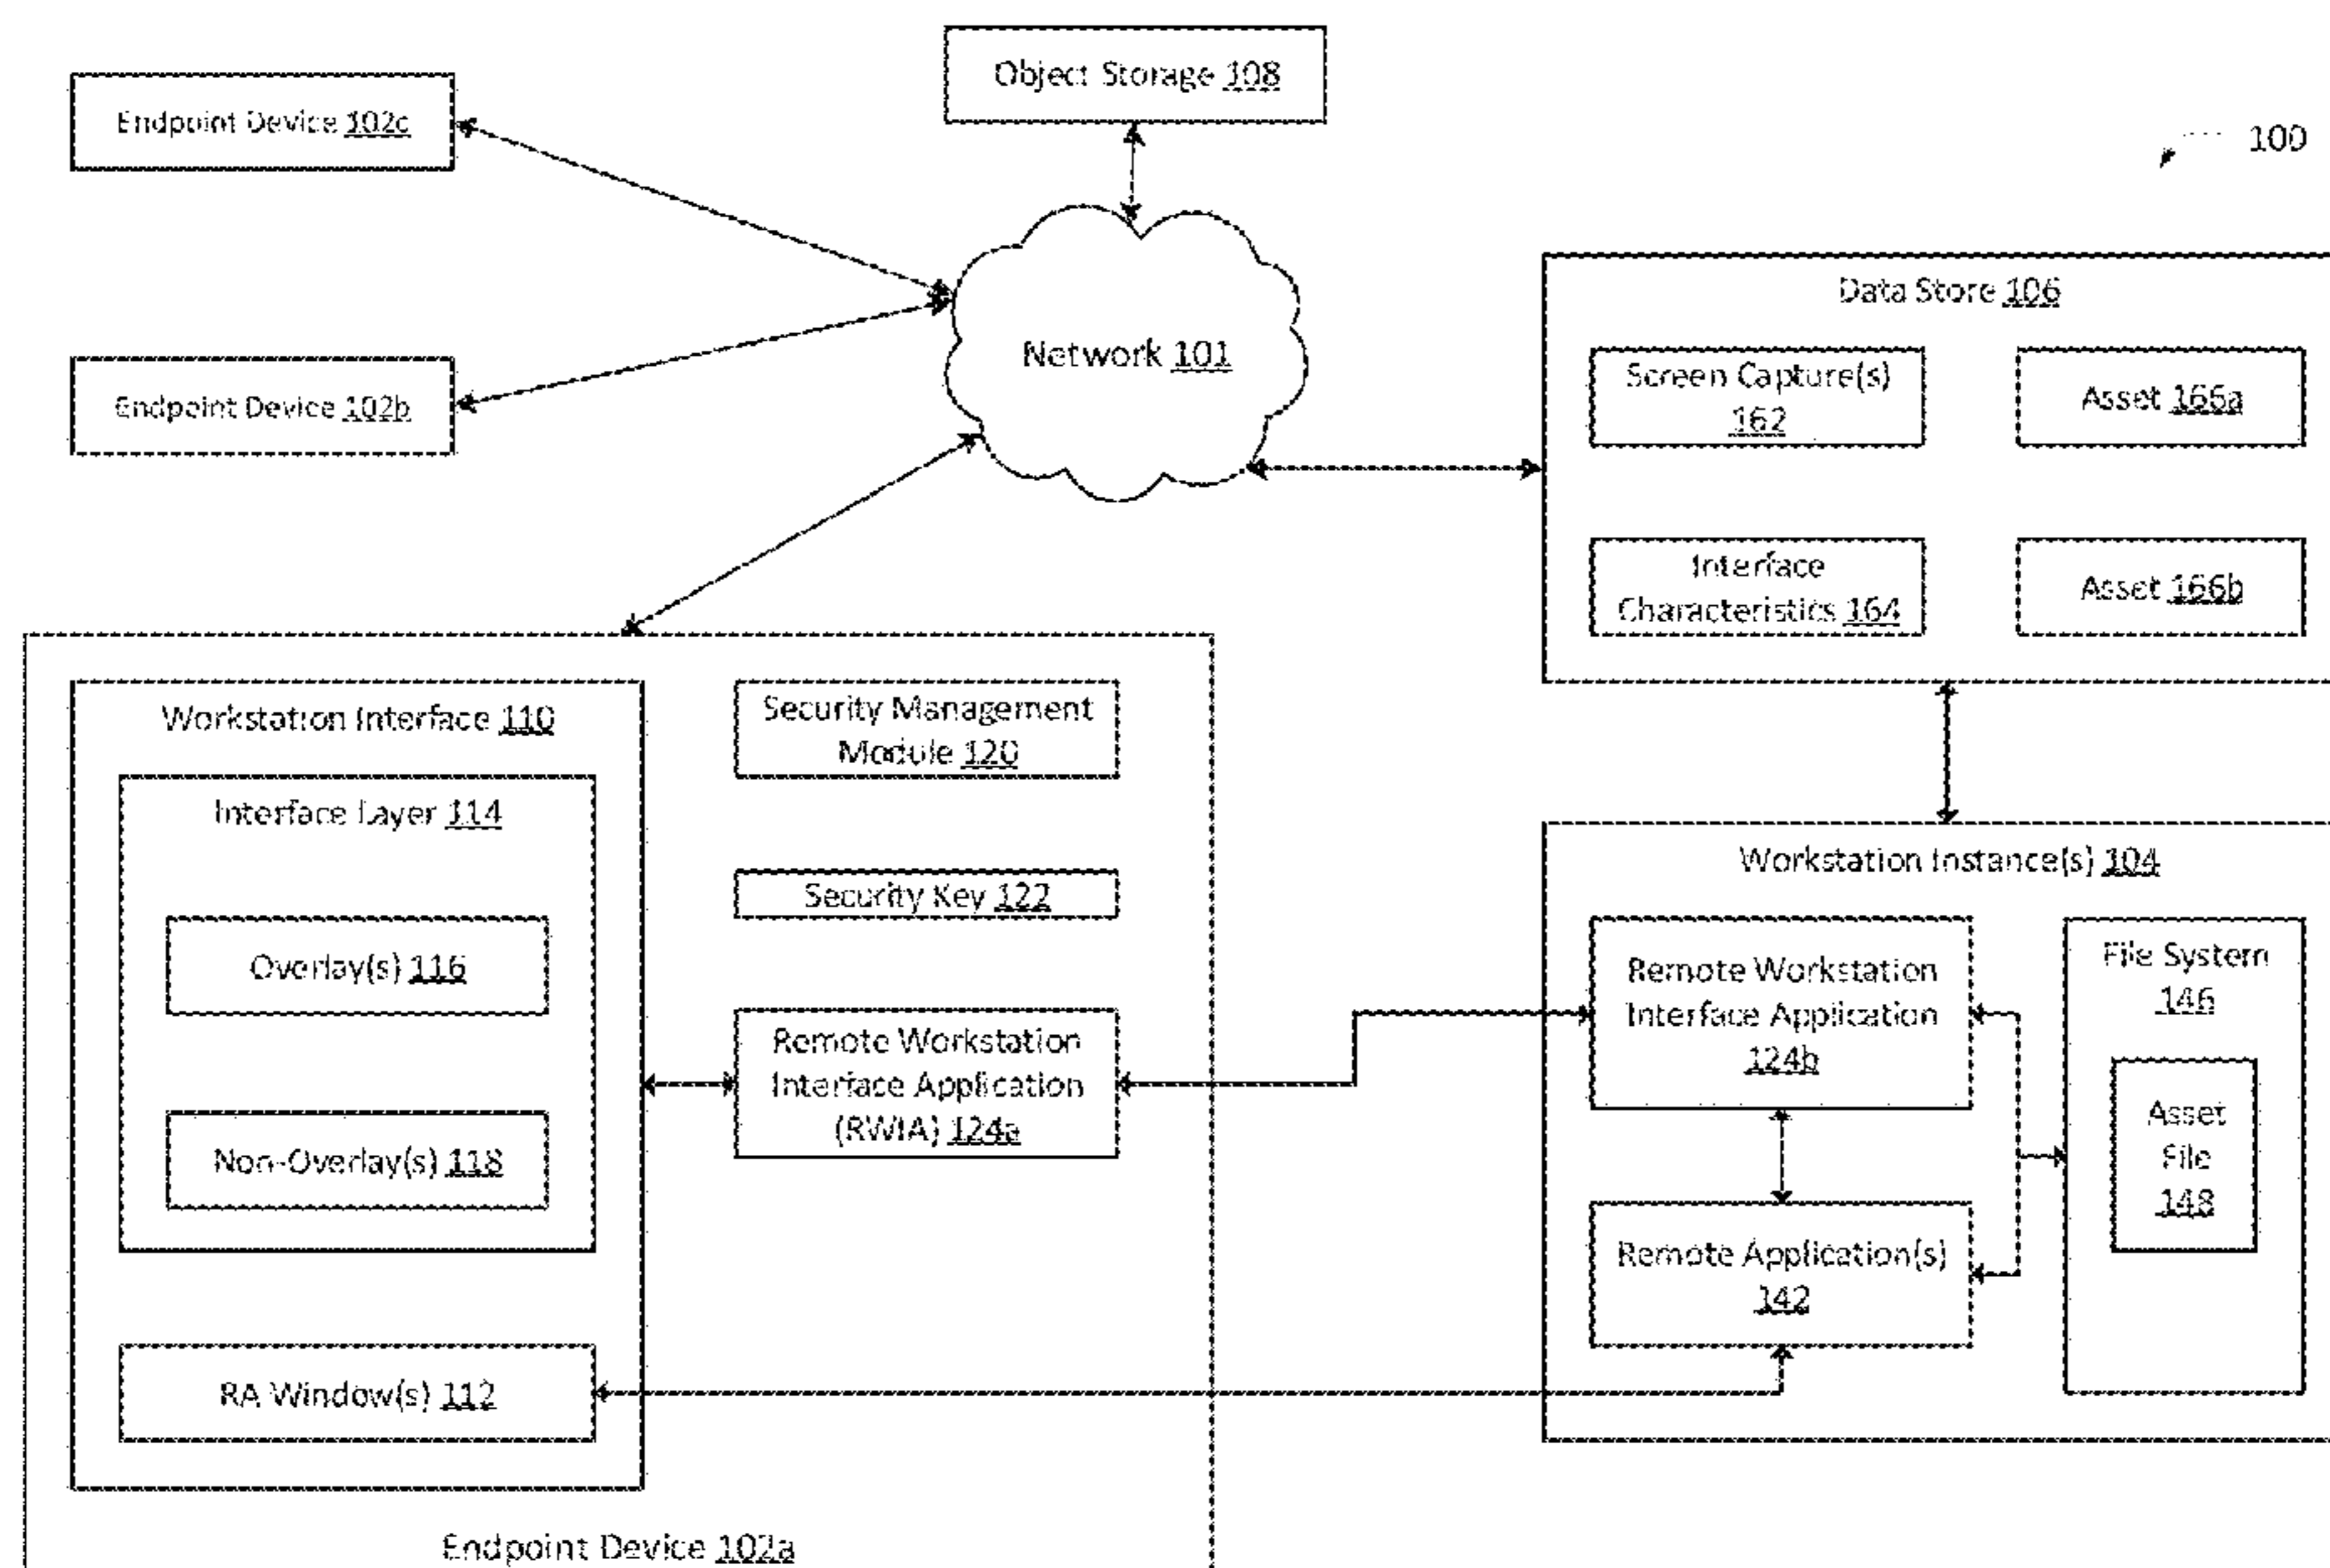 Object Storage 108
Endpoint Device 102c
100
Network 101
Endpoint Device 102b
Data Store 106
Screen Capture(s)
162
Asset 166a
Interface
Characteristics 164
Asset 166b
Workstation Interface 110
Interface Layer 114
Overlay(s) 116
Non-Overlay(s) 118
RA Window(s) 112
Security Management
Module 120
Security Key 122
Remote Workstation
Interface Application
(RWIA) 124a
Endpoint Device 102a
Workstation Instance(s) 104
Remote Workstation
Interface Application
124b
Remote Application(s)
142
File System
146
Asset
File
148